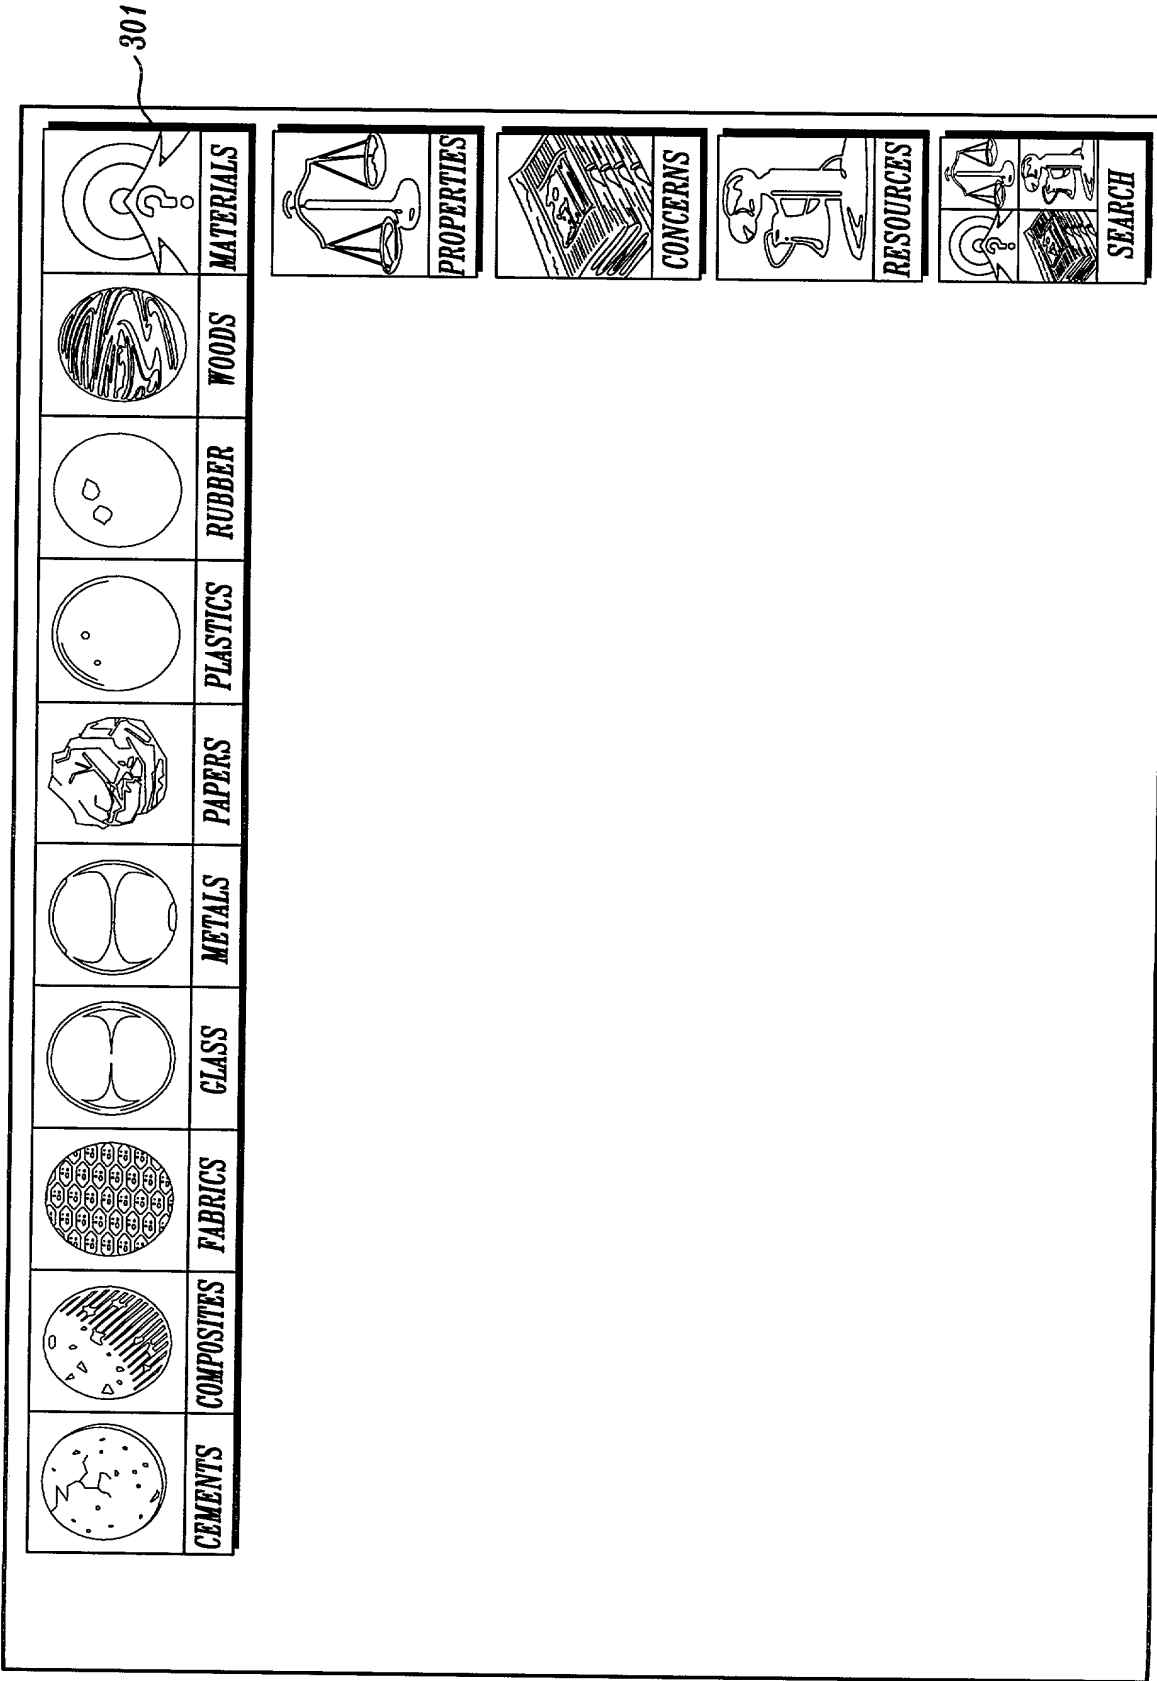 301
CEMENTS COMPOSITES FABRICS GLASS METALS PAPERS PLASTICS RUBBER WOODS MATERIALS
PROPERTIES
CONCERNS
RESOURCES
SEARCH